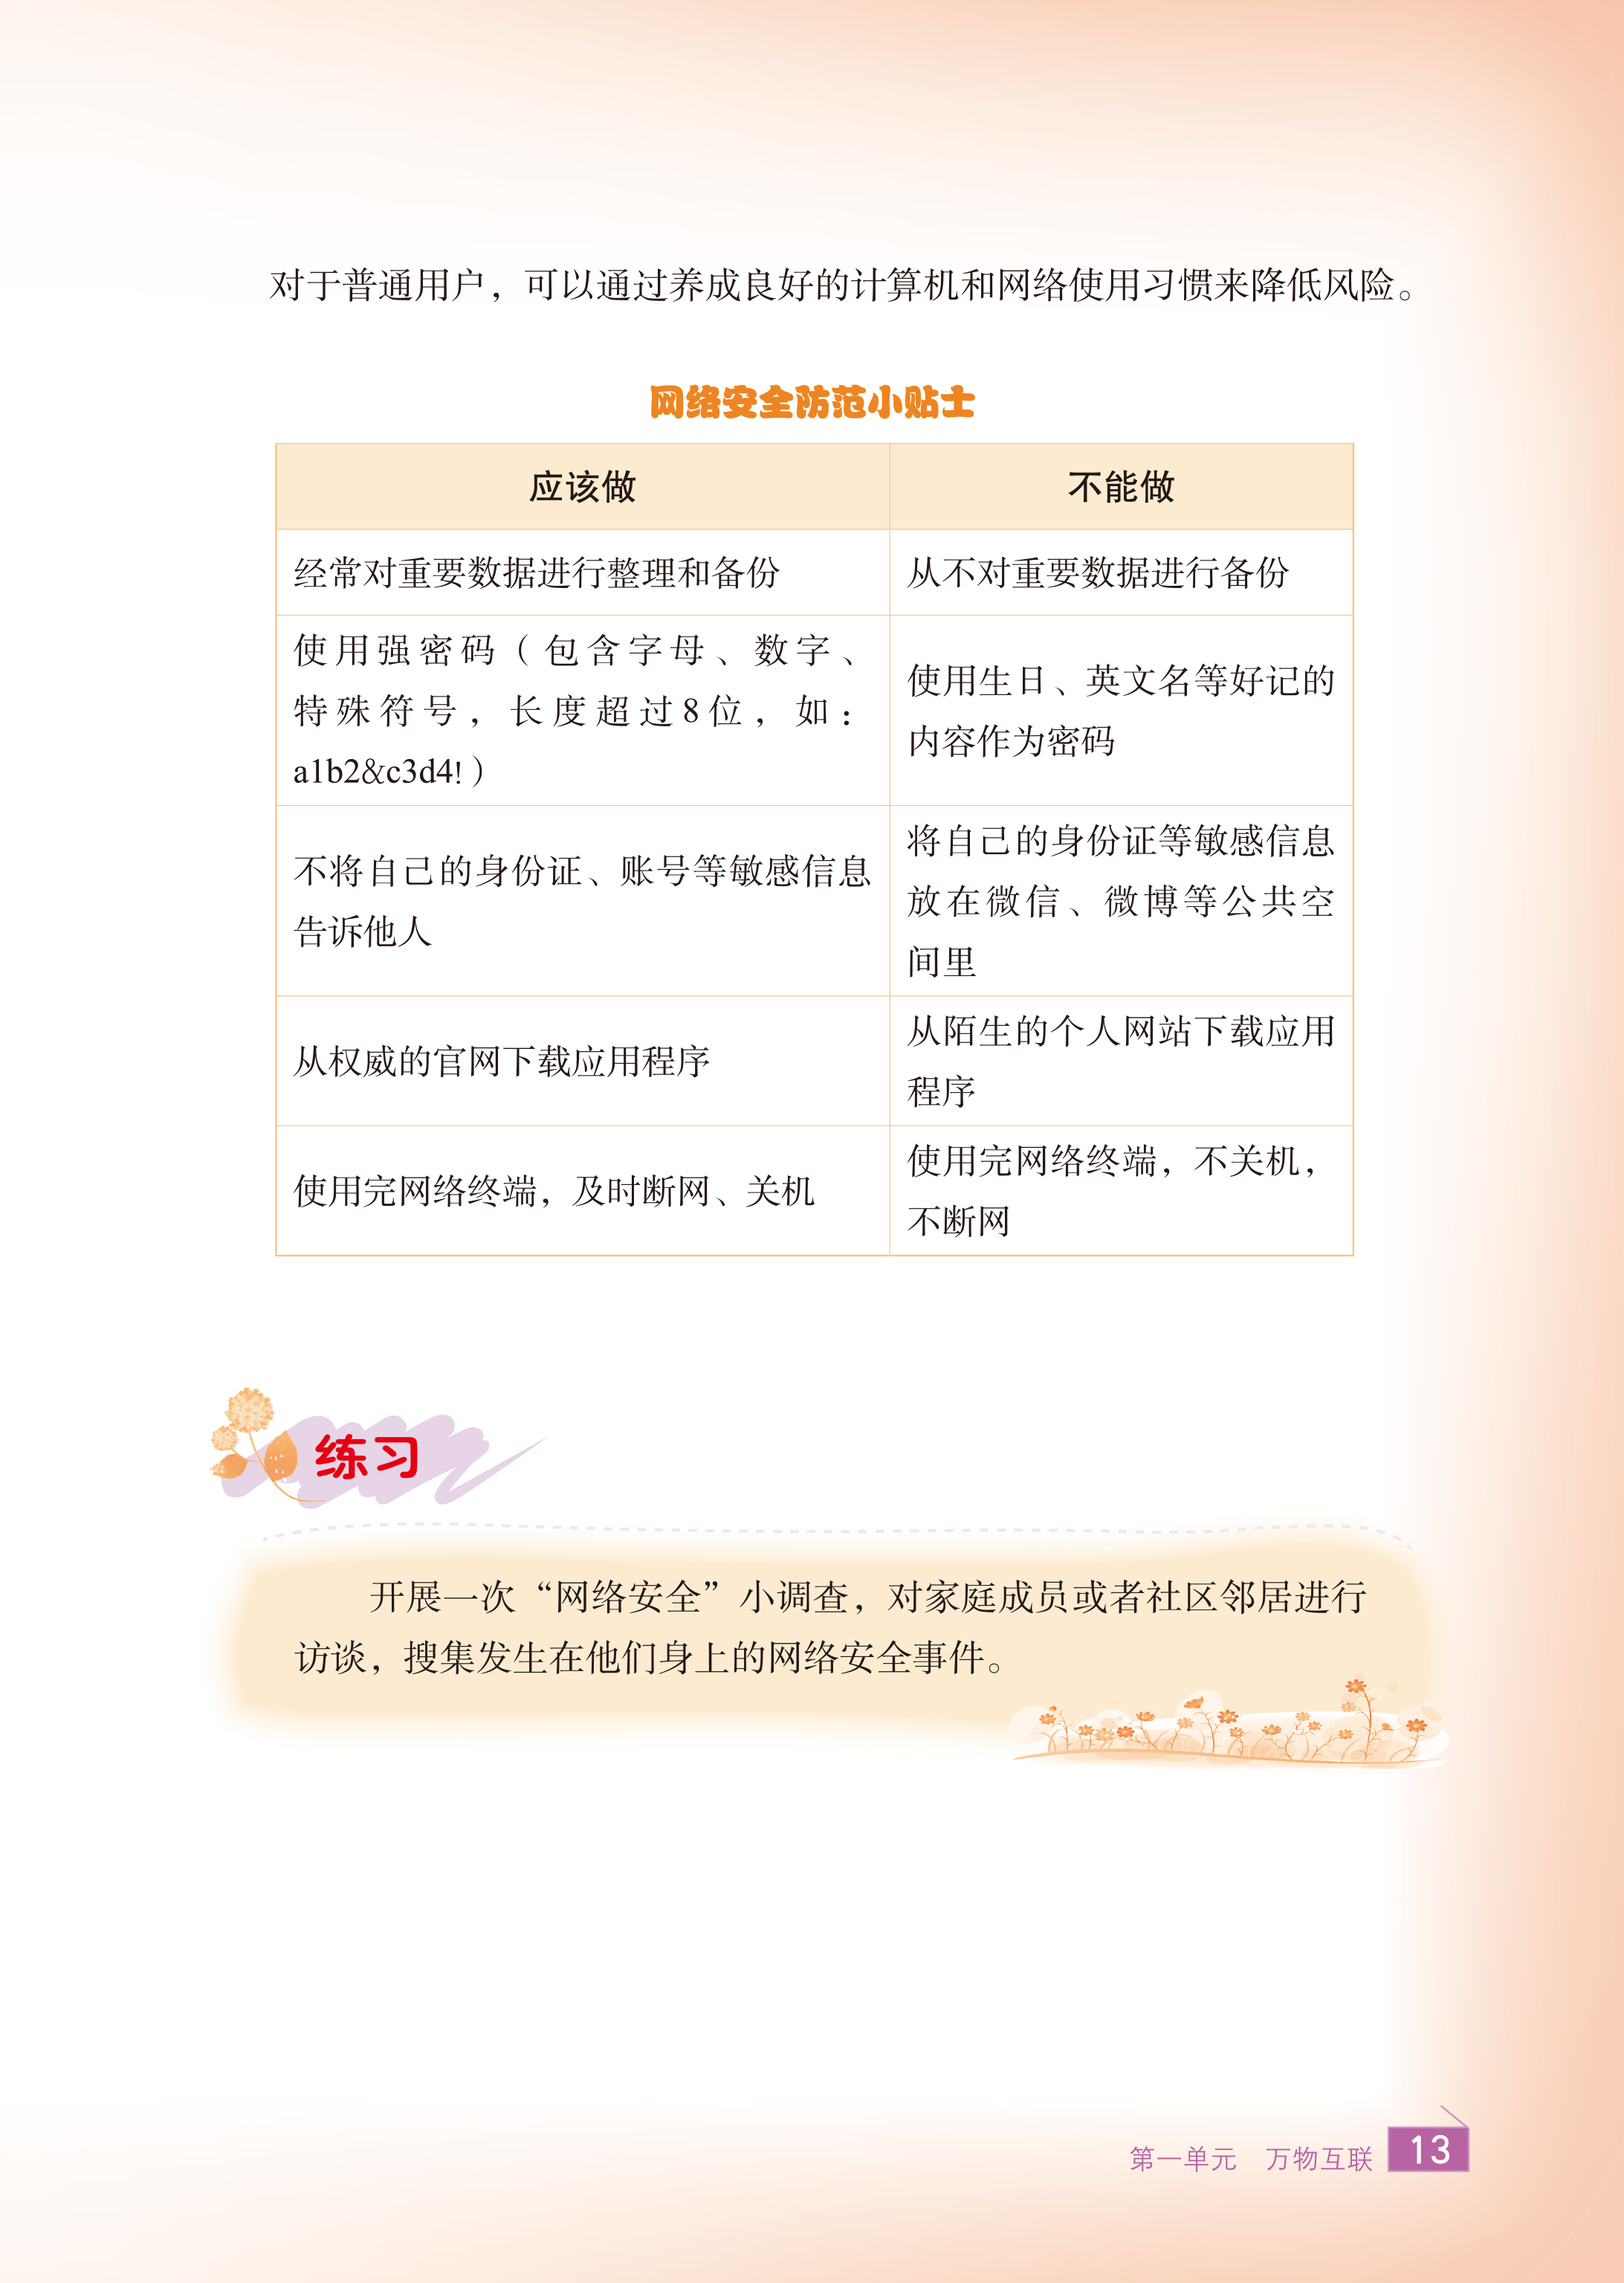 对于普通用户，可以通过养成良好的计算机和网络使用习惯来降低风险。
网络安全防范小贴士
应该做
不能做
经常对重要数据进行整理和备份
从不对重要数据进行备份
使用强密码（包含字母、数字、
特殊符号，长度超过8位，如：
a1b2&c3d4!）
使用生日、英文名等好记的
内容作为密码
不将自己的身份证、账号等敏感信息
告诉他人
将自己的身份证等敏感信息
放在微信、微博等公共空
间里
从权威的官网下载应用程序
从陌生的个人网站下载应用
程序
使用完网络终端，及时断网、关机
使用完网络终端，不关机，
不断网
练习
开展一次“网络安全”小调查，对家庭成员或者社区邻居进行
访谈，搜集发生在他们身上的网络安全事件。
第一单元　万物互联 13